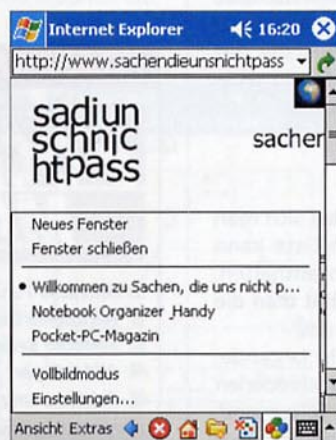 Internet Explorer 16:20
http://www.sachendieunsnichtpass
sadiun
schnic
htpass
sacher
Neues Fenster
Fenster schließen
Willkommen zu Sachen, die uns nicht p...
Notebook Organizer ,Handy
Pocket-PC-Magazin
Vollbildmodus
Einstellungen...
Ansicht Extras